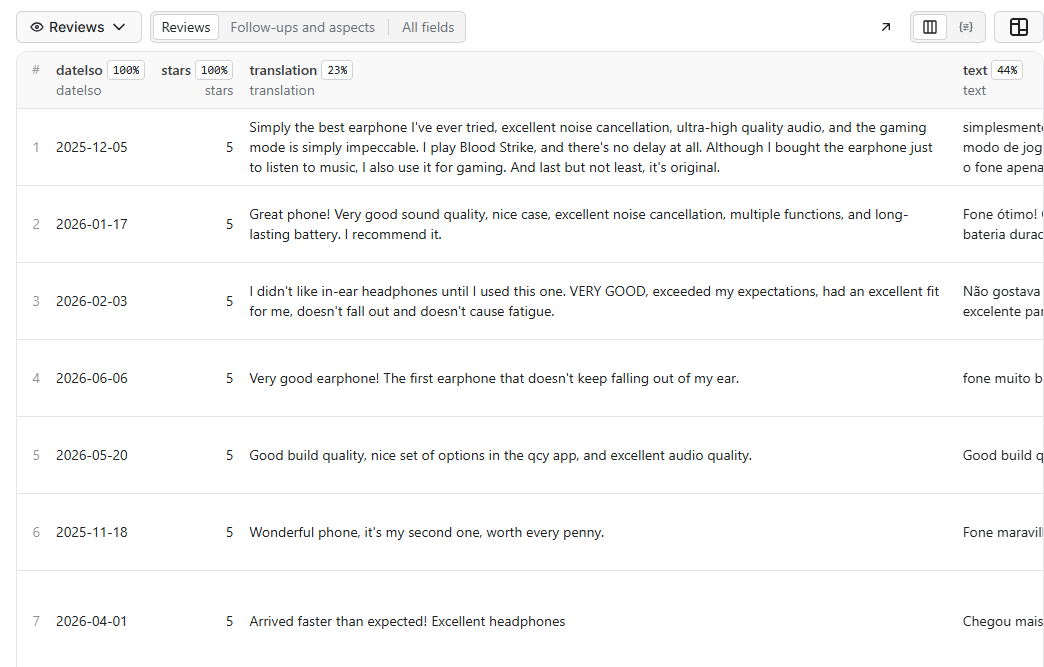 Reviews
Reviews Follow-ups and aspects All fields
# datelso 100% stars 100% translation 23% text 44%
datelso stars translation text
1 2025-12-05 5 Simply the best earphone I've ever tried, excellent noise cancellation, ultra-high quality audio, and the gaming
mode is simply impeccable. I play Blood Strike, and there's no delay at all. Although I bought the earphone just
to listen to music, I also use it for gaming. And last but not least, it's original.
simplesmente
modo de jog
o fone apena
2 2026-01-17 5 Great phone! Very good sound quality, nice case, excellent noise cancellation, multiple functions, and long-
lasting battery. I recommend it.
Fone ótimo!
bateria durad
3 2026-02-03 5 I didn't like in-ear headphones until I used this one. VERY GOOD, exceeded my expectations, had an excellent fit
for me, doesn't fall out and doesn't cause fatigue.
Não gostava
excelente par
4 2026-06-06 5 Very good earphone! The first earphone that doesn't keep falling out of my ear.
fone muito b
5 2026-05-20 5 Good build quality, nice set of options in the qcy app, and excellent audio quality.
Good build q
6 2025-11-18 5 Wonderful phone, it's my second one, worth every penny.
Fone maravil
7 2026-04-01 5 Arrived faster than expected! Excellent headphones
Chegou mais